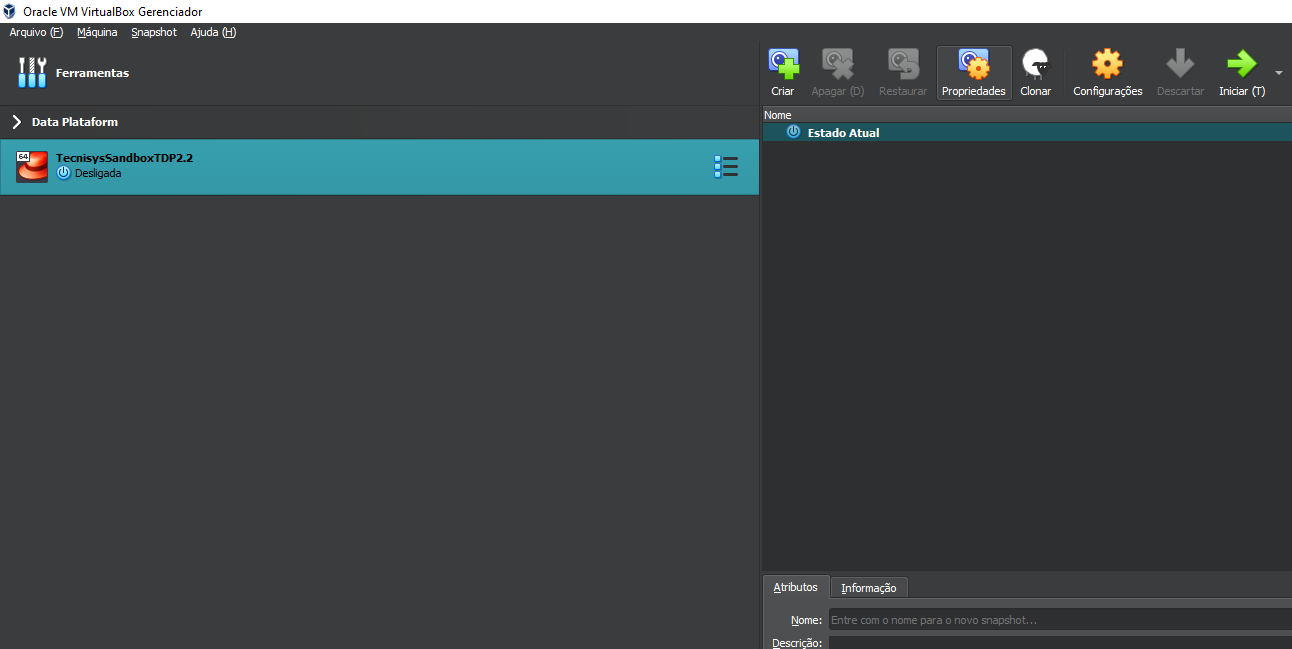 Oracle VM VirtualBox Gerenciador
Arquivo (F) Máquina Snapshot Ajuda (H)
Ferramentas
Criar Apagar (D) Restaurar Propriedades Clonar Configurações Descartar Iniciar (T)
Data Plataform
64
TecnisysSandboxTDP2.2
Desligada
Nome
Estado Atual
Atributos Informação
Nome: Entre com o nome para o novo snapshot...
Descrição: